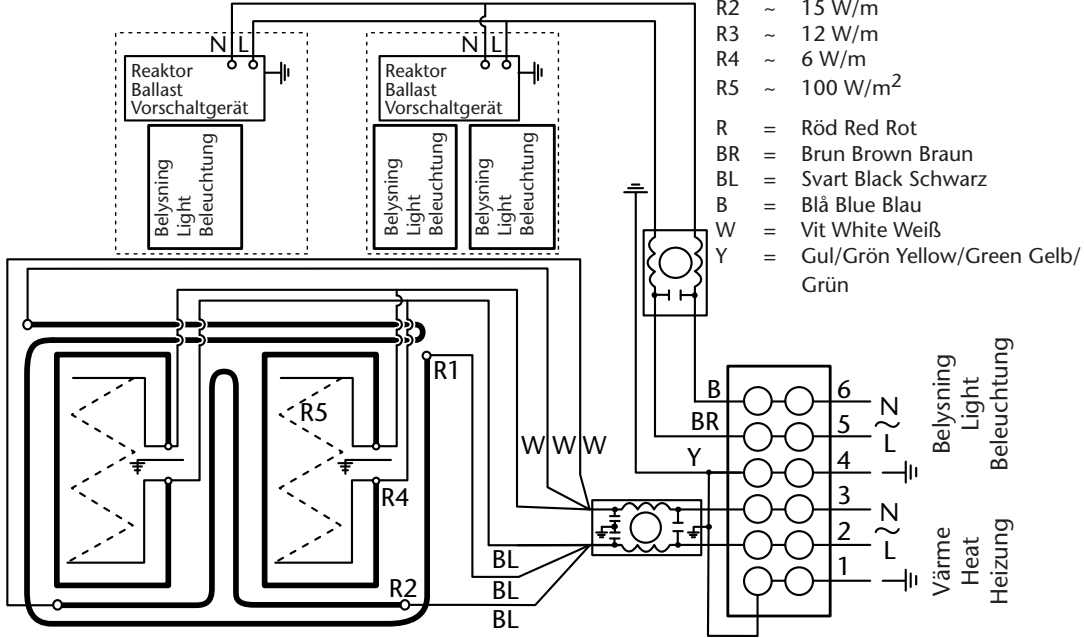 N L
Reaktor
Ballast
Vorschaltgerät
Belysning
Light
Beleuchtung
N L
Reaktor
Ballast
Vorschaltgerät
Belysning
Light
Beleuchtung
Belysning
Light
Beleuchtung
R2 ~ 15 W/m
R3 ~ 12 W/m
R4 ~ 6 W/m
R5 ~ 100 W/m²
R = Röd Red Rot
BR = Brun Brown Braun
BL = Svart Black Schwarz
B = Blå Blue Blau
W = Vit White Weiß
Y = Gul/Grön Yellow/Green Gelb/
Grün
R1
R5
R4
R2
W W W
BL
BL
BL
B
BR
Y
6
5
4
3
2
1
N
~
L
Belysning
Light
Beleuchtung
N
~
L
Värme
Heat
Heizung